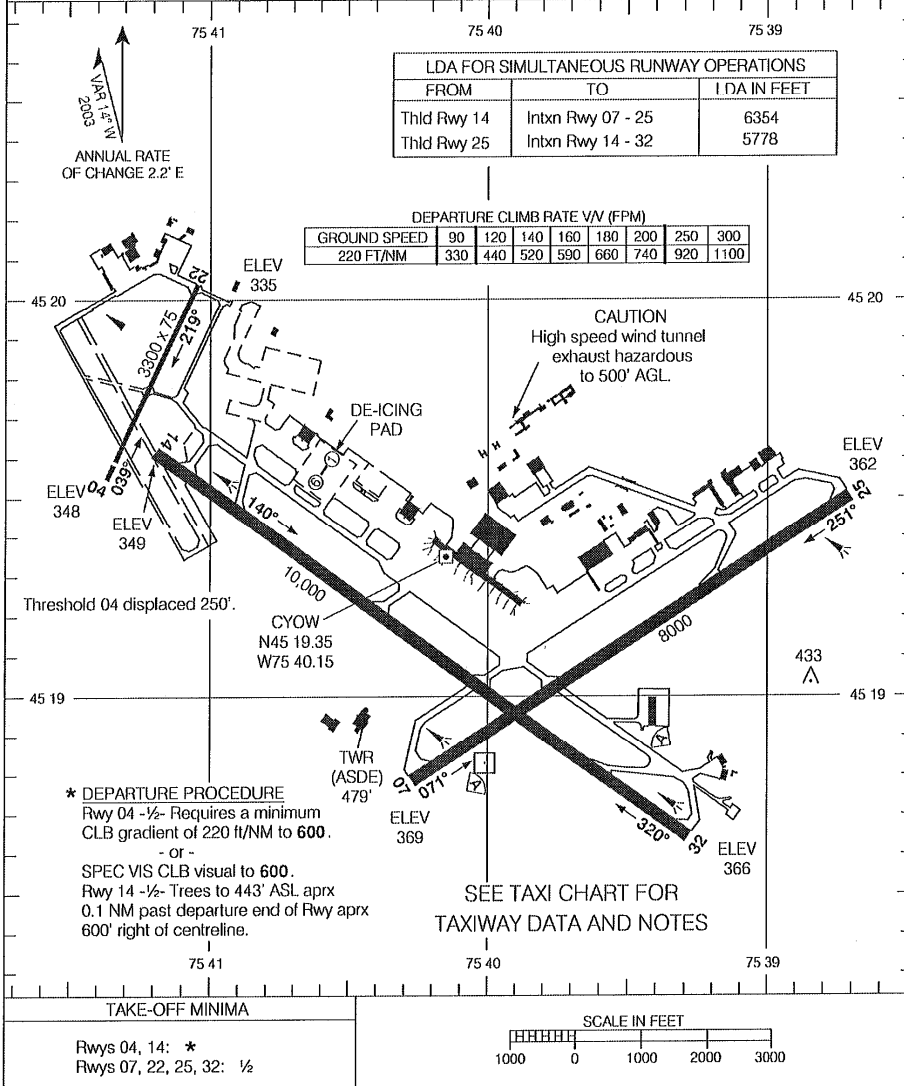 75 41
75 40
75 39
VAR 14° W
2003
ANNUAL RATE
OF CHANGE 2.2' E
LDA FOR SIMULTANEOUS RUNWAY OPERATIONS
FROM TO LDA IN FEET
Thld Rwy 14 Intxn Rwy 07 - 25 6354
Thld Rwy 25 Intxn Rwy 14 - 32 5778
DEPARTURE CLIMB RATE V/V (FPM)
GROUND SPEED 90 120 140 160 180 200 250 300
220 FT/NM 330 440 520 590 660 740 920 1100
ELEV
335
22
45 20
45 20
3300 X 75
219°
CAUTION
High speed wind tunnel
exhaust hazardous
to 500' AGL.
DE-ICING
PAD
H H
14
039°
04
ELEV
348
ELEV
349
140°
10,000
ELEV
362
25
251°
8000
Threshold 04 displaced 250'.
CYOW
N45 19.35
W75 40.15
433
45 19
45 19
TWR
(ASDE)
479'
07
071°
A
A
ELEV
369
320°
32
ELEV
366
* DEPARTURE PROCEDURE
Rwy 04 -½- Requires a minimum
CLB gradient of 220 ft/NM to 600.
- or -
SPEC VIS CLB visual to 600.
Rwy 14 -½- Trees to 443' ASL aprx
0.1 NM past departure end of Rwy aprx
600' right of centreline.
SEE TAXI CHART FOR
TAXIWAY DATA AND NOTES
75 41
75 40
75 39
TAKE-OFF MINIMA
Rwys 04, 14: *
Rwys 07, 22, 25, 32: ½
SCALE IN FEET
1000 0 1000 2000 3000